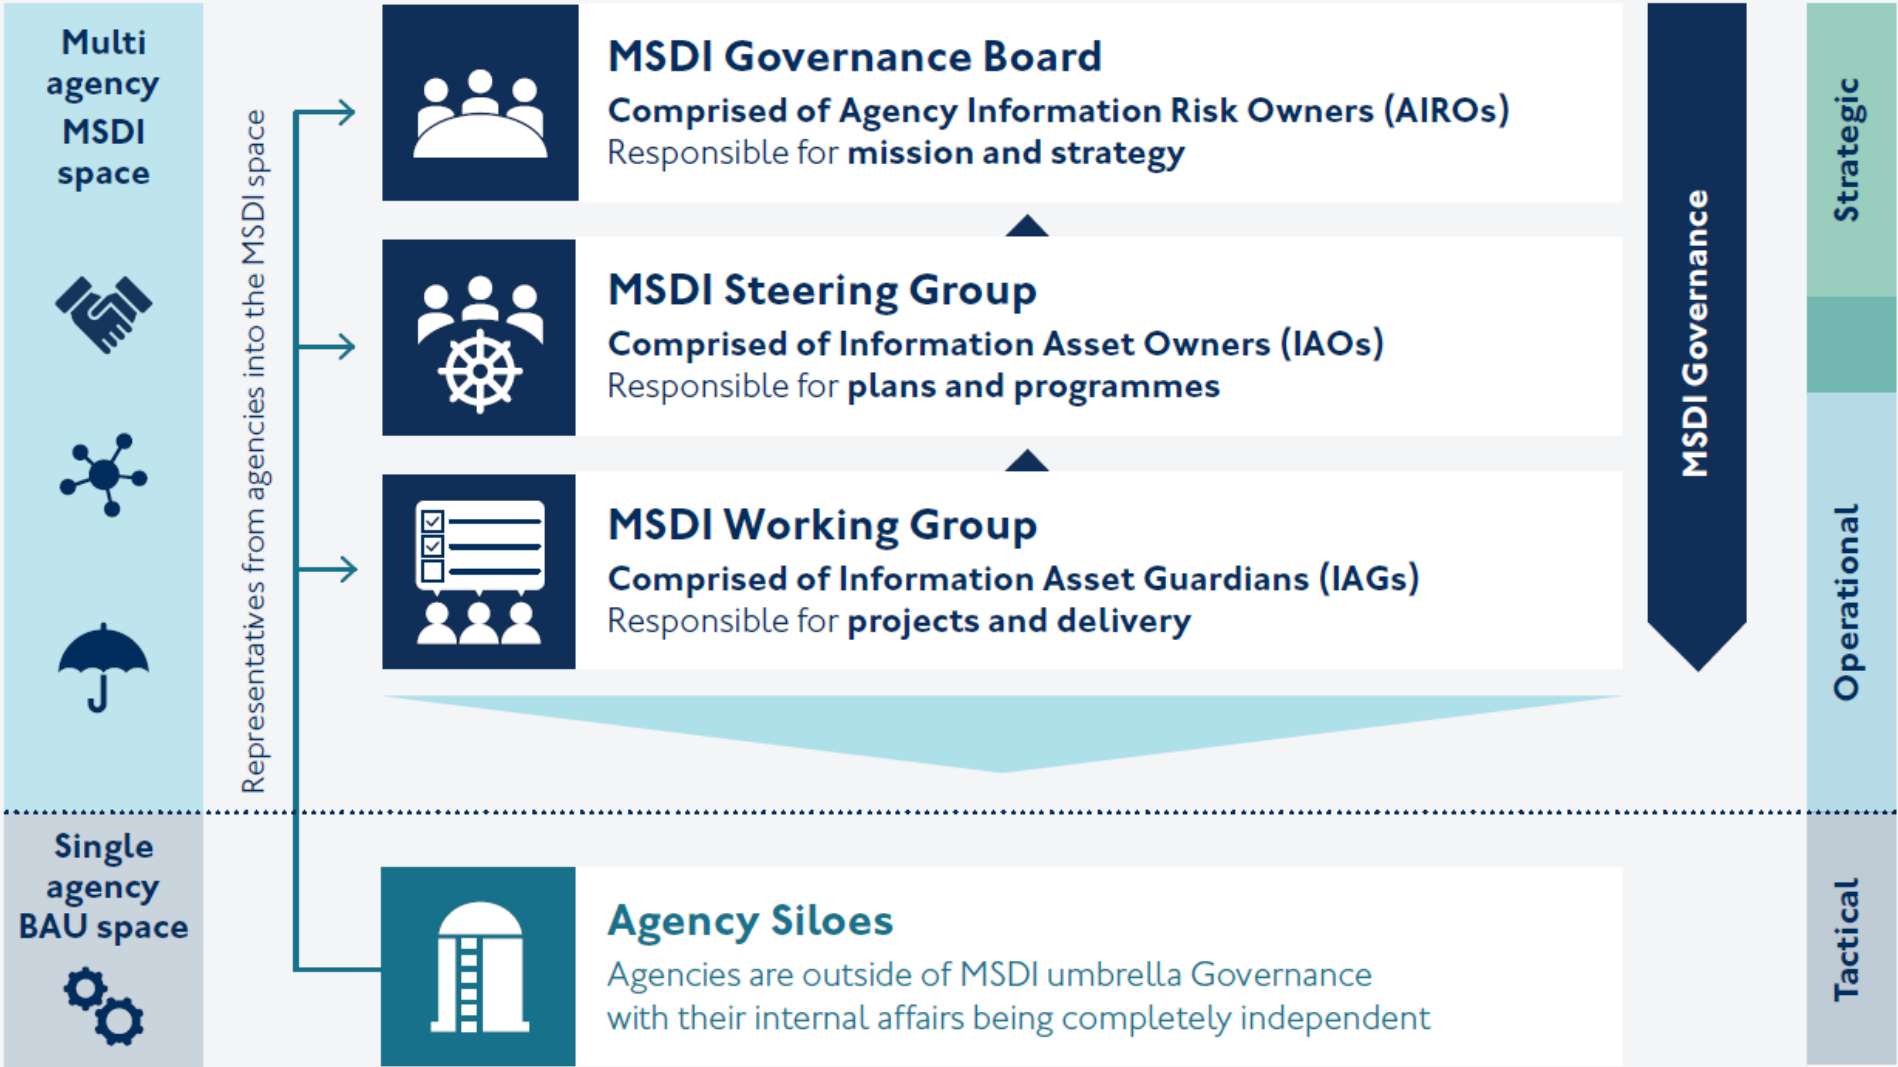 Multi
agency
MSDI
space
Representatives from agencies into the MSDI space
MSDI Governance Board
Comprised of Agency Information Risk Owners (AIROs)
Responsible for mission and strategy
MSDI Steering Group
Comprised of Information Asset Owners (IAOs)
Responsible for plans and programmes
MSDI Working Group
Comprised of Information Asset Guardians (IAGs)
Responsible for projects and delivery
MSDI Governance
Strategic
Operational
Single
agency
BAU space
Agency Siloes
Agencies are outside of MSDI umbrella Governance
with their internal affairs being completely independent
Tactical